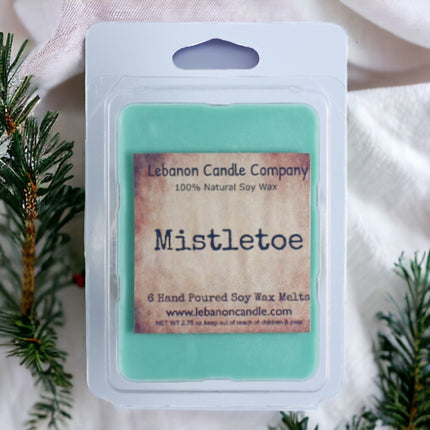 Lebanon Candle Company
100% Natural Soy Wax
Mistletoe
6 Hand Poured Soy Wax Melts
www.lebanoncandle.com
NET WT 2.75 oz keep out of reach of children & pets